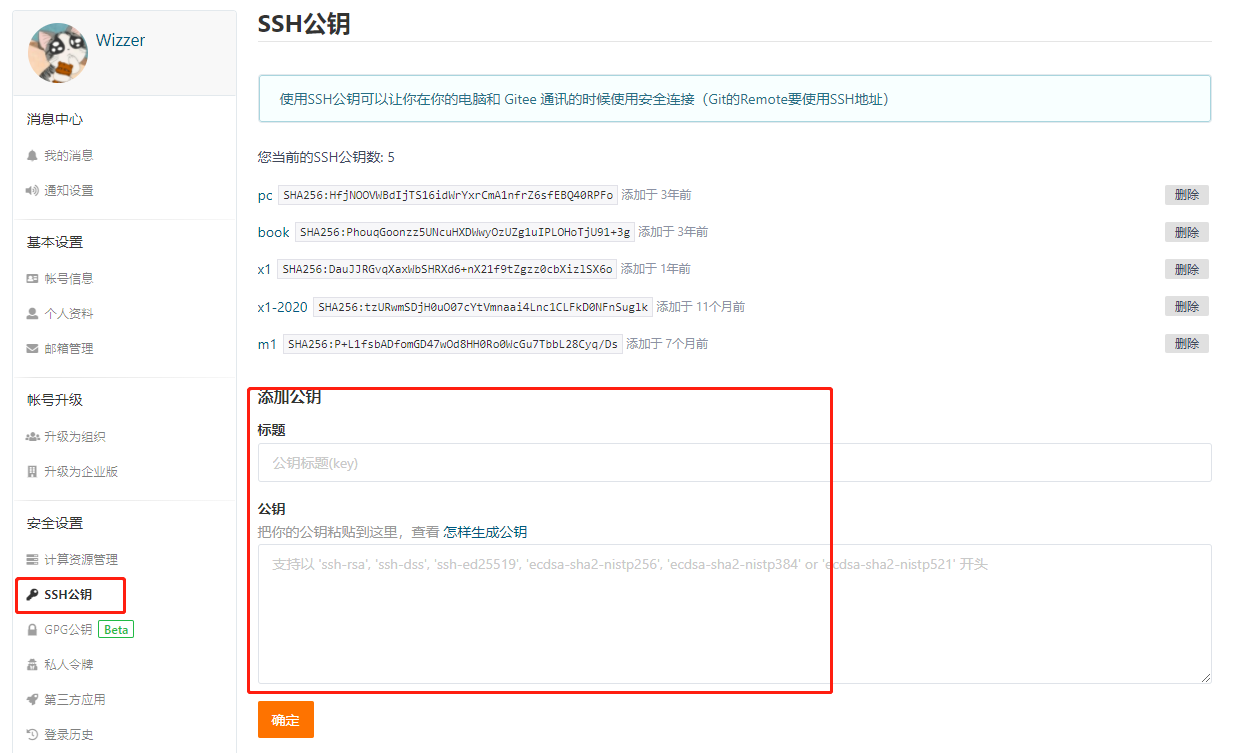 Wizzer
消息中心
我的消息
通知设置
基本设置
帐号信息
个人资料
邮箱管理
帐号升级
升级为组织
升级为企业版
安全设置
计算资源管理
SSH公钥
GPG公钥 Beta
私人令牌
第三方应用
登录历史
SSH公钥
使用SSH公钥可以让你在你的电脑和 Gitee 通讯的时候使用安全连接（Git的Remote要使用SSH地址）
您当前的SSH公钥数: 5
pc SHA256:HfjNOOVWBdIjTS16idWrYxrCmA1nfrZ6sfEBQ40RPFo 添加于 3年前 删除
book SHA256:PhouqGoonzz5UNcuHXDWwyOzUZg1uIPLOHoTjU91+3g 添加于 3年前 删除
x1 SHA256:DauJJRGvqXaxWbSHRXd6+nX21f9tZgzz0cbXizlSX6o 添加于 1年前 删除
x1-2020 SHA256:tzURwmSDjH0uO07cYtVmnaai4Lnc1CLFkD0NFnSuglk 添加于 11个月前 删除
m1 SHA256:P+L1fsbADfomGD47wOd8HH0Ro0WcGu7TbbL28Cyq/Ds 添加于 7个月前 删除
添加公钥
标题
公钥标题(key)
公钥
把你的公钥粘贴到这里，查看 怎样生成公钥
支持以 'ssh-rsa', 'ssh-dss', 'ssh-ed25519', 'ecdsa-sha2-nistp256', 'ecdsa-sha2-nistp384' or 'ecdsa-sha2-nistp521' 开头
确定